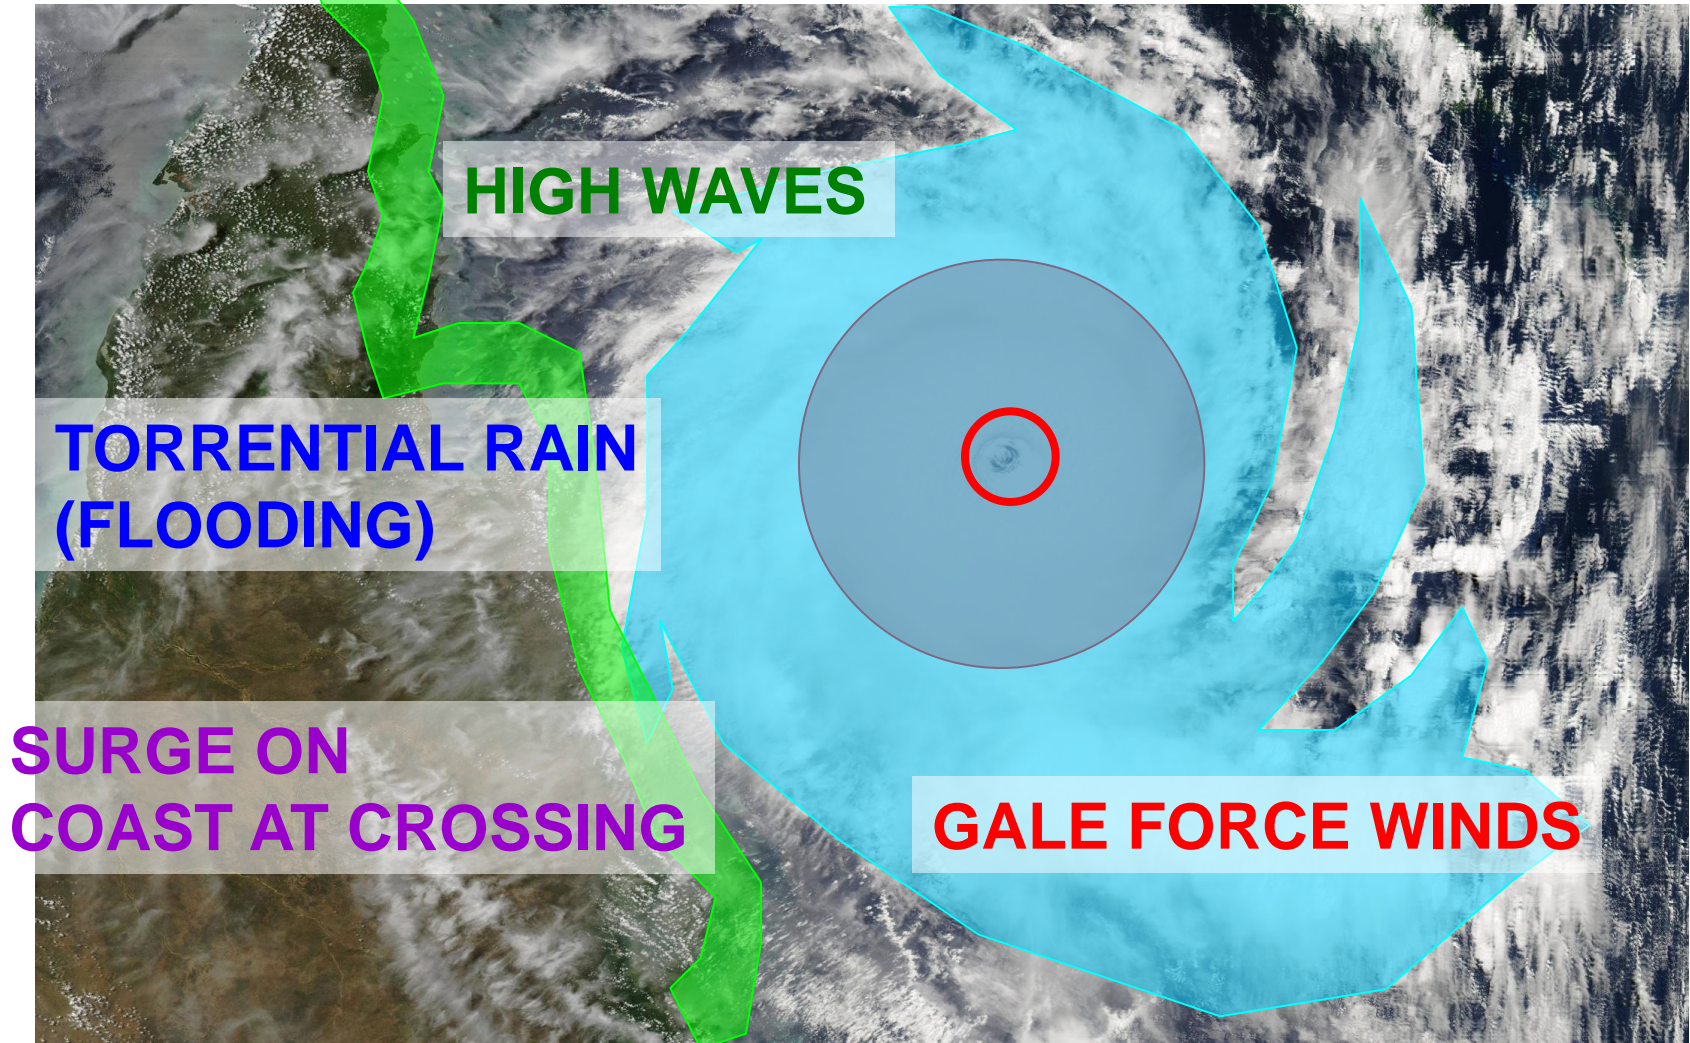 HIGH WAVES
TORRENTIAL RAIN
(FLOODING)
SURGE ON
COAST AT CROSSING
GALE FORCE WINDS